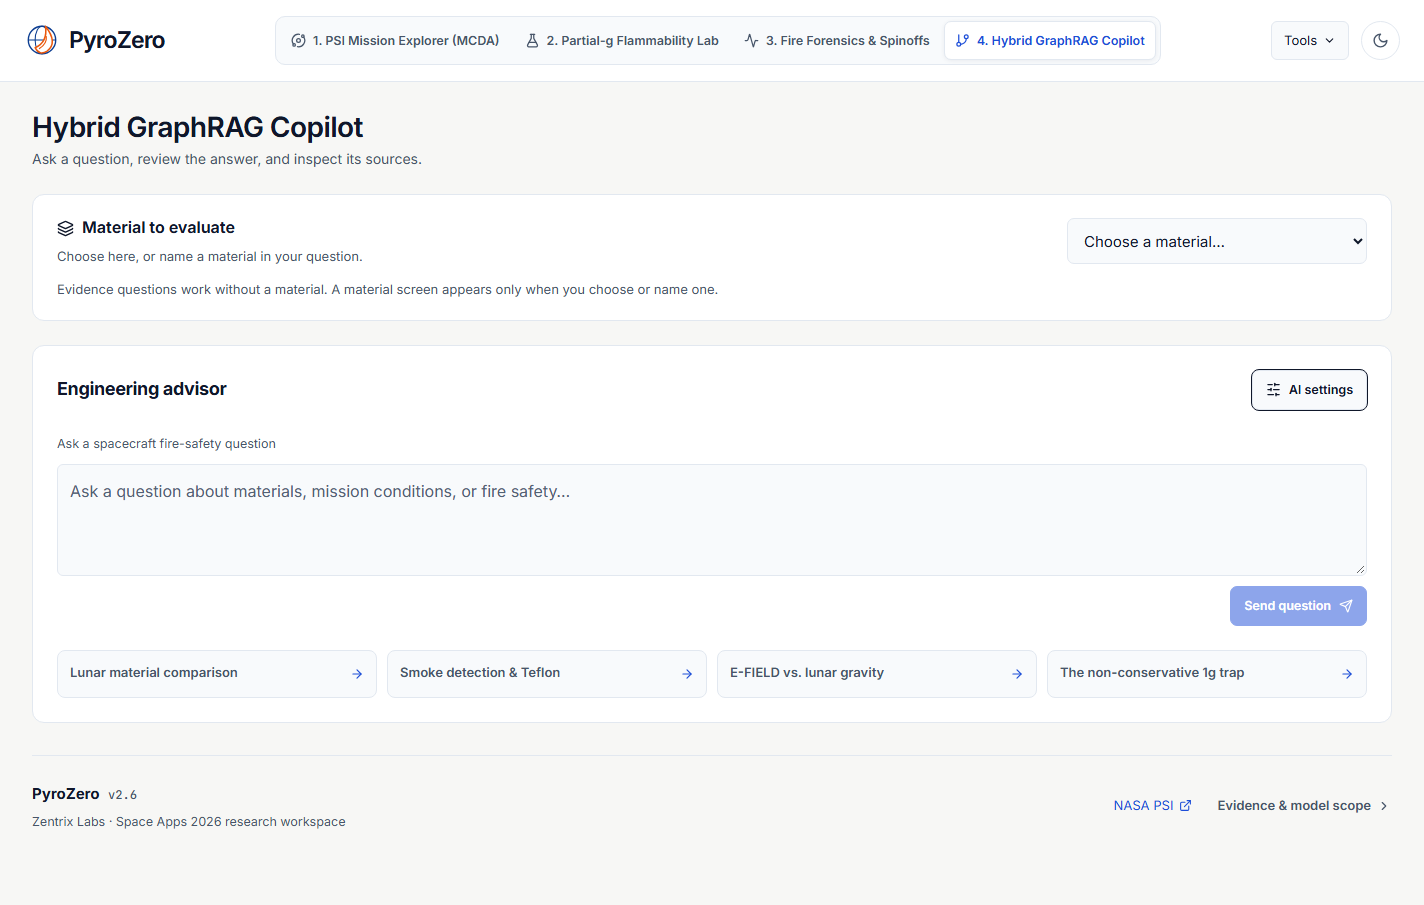 PyroZero
1. PSI Mission Explorer (MCDA)
2. Partial-g Flammability Lab
3. Fire Forensics & Spinoffs
4. Hybrid GraphRAG Copilot
Tools
Hybrid GraphRAG Copilot
Ask a question, review the answer, and inspect its sources.
Material to evaluate
Choose here, or name a material in your question.
Choose a material...
Evidence questions work without a material. A material screen appears only when you choose or name one.
Engineering advisor
AI settings
Ask a spacecraft fire-safety question
Ask a question about materials, mission conditions, or fire safety...
Send question
Lunar material comparison
Smoke detection & Teflon
E-FIELD vs. lunar gravity
The non-conservative 1g trap
PyroZero v2.6
Zentrix Labs · Space Apps 2026 research workspace
NASA PSI
Evidence & model scope